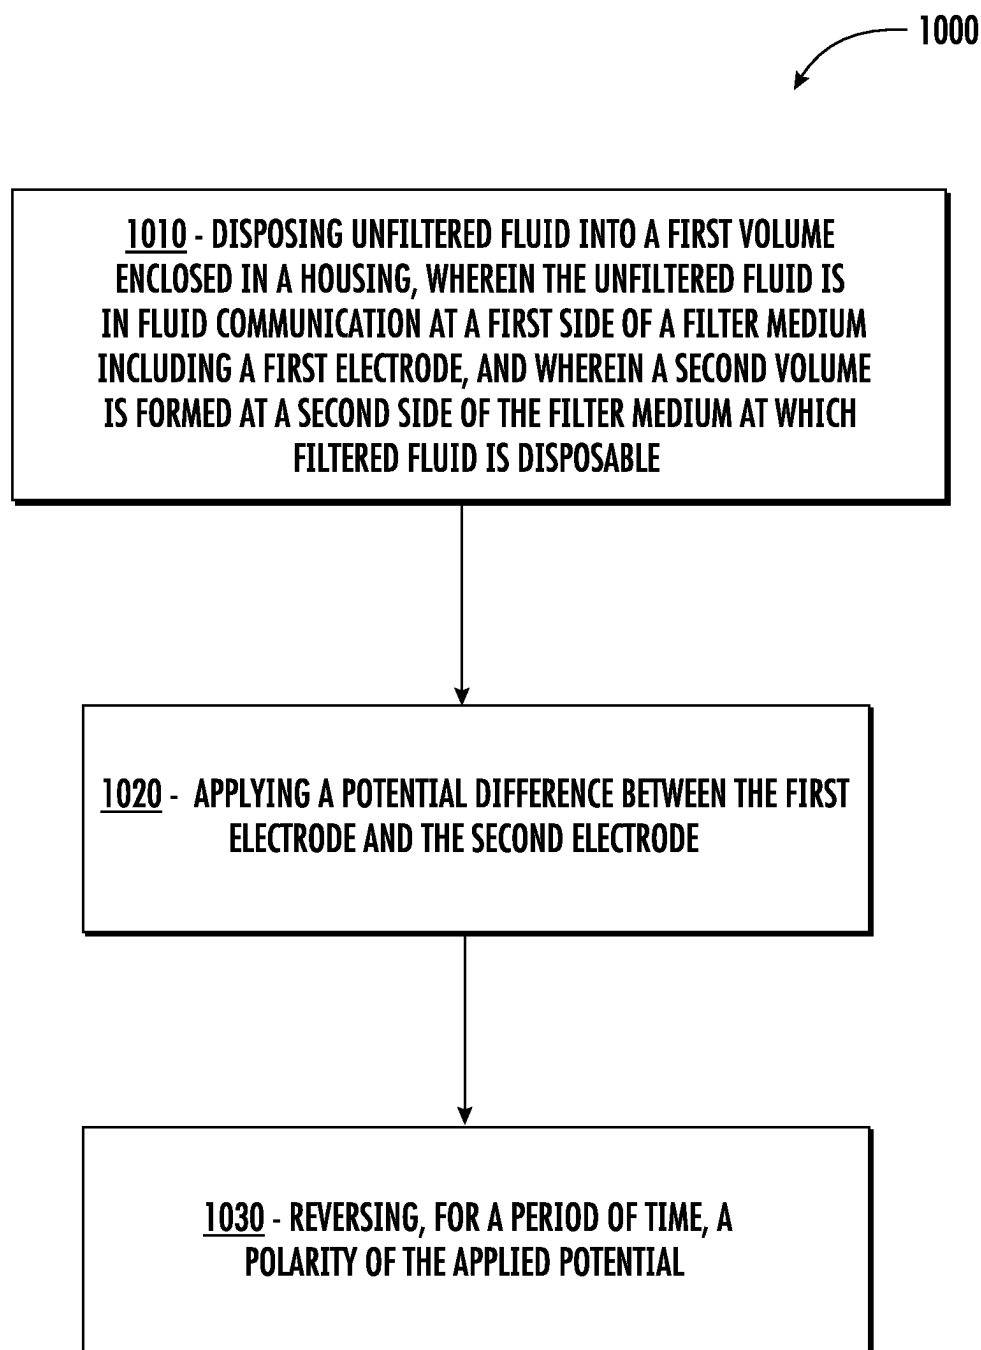 1000
1010 - DISPOSING UNFILTERED FLUID INTO A FIRST VOLUME
ENCLOSED IN A HOUSING, WHEREIN THE UNFILTERED FLUID IS
IN FLUID COMMUNICATION AT A FIRST SIDE OF A FILTER MEDIUM
INCLUDING A FIRST ELECTRODE, AND WHEREIN A SECOND VOLUME
IS FORMED AT A SECOND SIDE OF THE FILTER MEDIUM AT WHICH
FILTERED FLUID IS DISPOSABLE
1020 - APPLYING A POTENTIAL DIFFERENCE BETWEEN THE FIRST
ELECTRODE AND THE SECOND ELECTRODE
1030 - REVERSING, FOR A PERIOD OF TIME, A
POLARITY OF THE APPLIED POTENTIAL